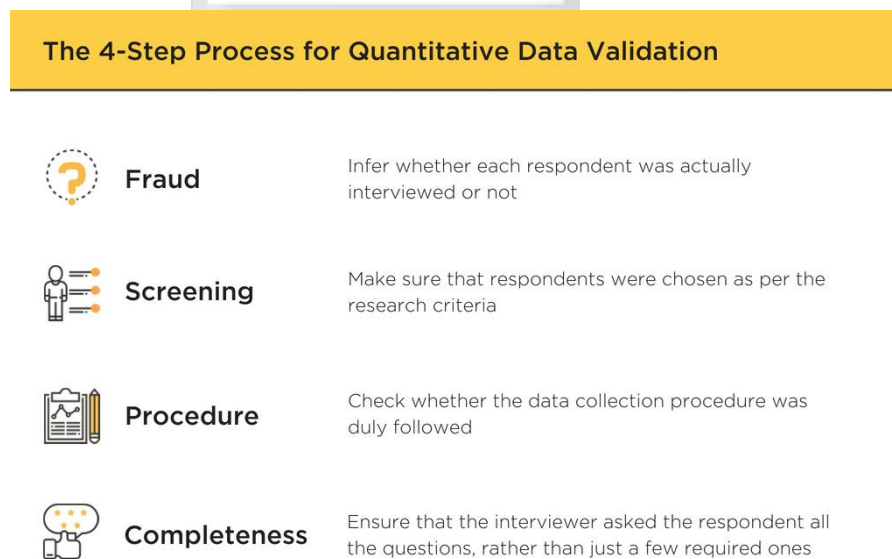 The 4-Step Process for Quantitative Data Validation
Fraud
Infer whether each respondent was actually
interviewed or not
Screening
Make sure that respondents were chosen as per the
research criteria
Procedure
Check whether the data collection procedure was
duly followed
Completeness
Ensure that the interviewer asked the respondent all
the questions, rather than just a few required ones